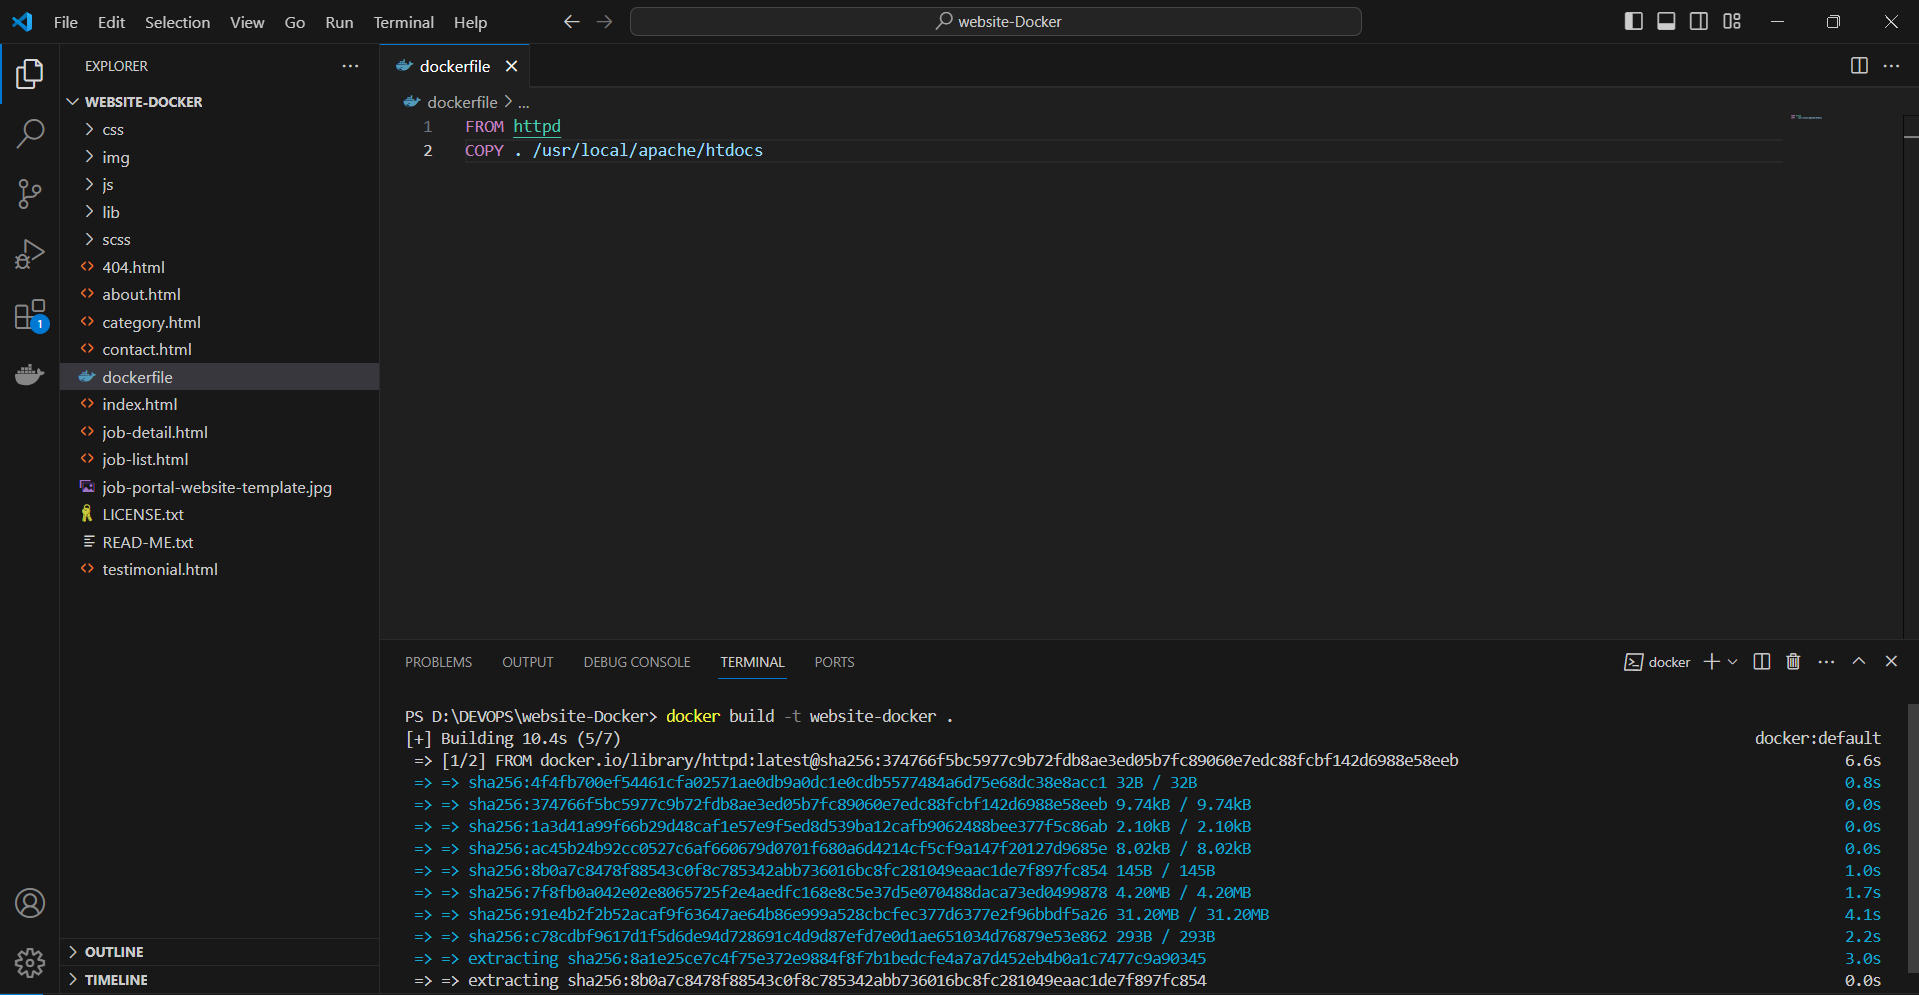 File Edit Selection View Go Run Terminal Help
website-Docker
EXPLORER
WEBSITE-DOCKER
css
img
js
lib
scss
404.html
about.html
category.html
contact.html
dockerfile
index.html
job-detail.html
job-list.html
job-portal-website-template.jpg
LICENSE.txt
READ-ME.txt
testimonial.html
OUTLINE
TIMELINE
1
dockerfile
dockerfile > ...
1 FROM httpd
2 COPY . /usr/local/apache/htdocs
PROBLEMS OUTPUT DEBUG CONSOLE TERMINAL PORTS
docker
PS D:\DEVOPS\website-Docker> docker build -t website-docker .
[+] Building 10.4s (5/7) docker:default
=> [1/2] FROM docker.io/library/httpd:latest@sha256:374766f5bc5977c9b72fdb8ae3ed05b7fc89060e7edc88fcbf142d6988e58eeb 6.6s
=> => sha256:4f4fb700ef54461cfa02571ae0db9a0dc1e0cdb5577484a6d75e68dc38e8acc1 32B / 32B 0.8s
=> => sha256:374766f5bc5977c9b72fdb8ae3ed05b7fc89060e7edc88fcbf142d6988e58eeb 9.74kB / 9.74kB 0.0s
=> => sha256:1a3d41a99f66b29d48caf1e57e9f5ed8d539ba12cafb9062488bee377f5c86ab 2.10kB / 2.10kB 0.0s
=> => sha256:ac45b24b92cc0527c6af660679d0701f680a6d4214cf5cf9a147f20127d9685e 8.02kB / 8.02kB 0.0s
=> => sha256:8b0a7c8478f88543c0f8c785342abb736016bc8fc281049eaac1de7f897fc854 145B / 145B 1.0s
=> => sha256:7f8fb0a042e02e8065725f2e4aedfc168e8c5e37d5e070488daca73ed0499878 4.20MB / 4.20MB 1.7s
=> => sha256:91e4b2f2b52acaf9f63647ae64b86e999a528cbcfec377d6377e2f96bbdf5a26 31.20MB / 31.20MB 4.1s
=> => sha256:c78cdbf9617d1f5d6de94d728691c4d9d87efd7e0d1ae651034d76879e53e862 293B / 293B 2.2s
=> => extracting sha256:8a1e25ce7c4f75e372e9884f8f7b1bedcfe4a7a7d452eb4b0a1c7477c9a90345 3.0s
=> => extracting sha256:8b0a7c8478f88543c0f8c785342abb736016bc8fc281049eaac1de7f897fc854 0.0s